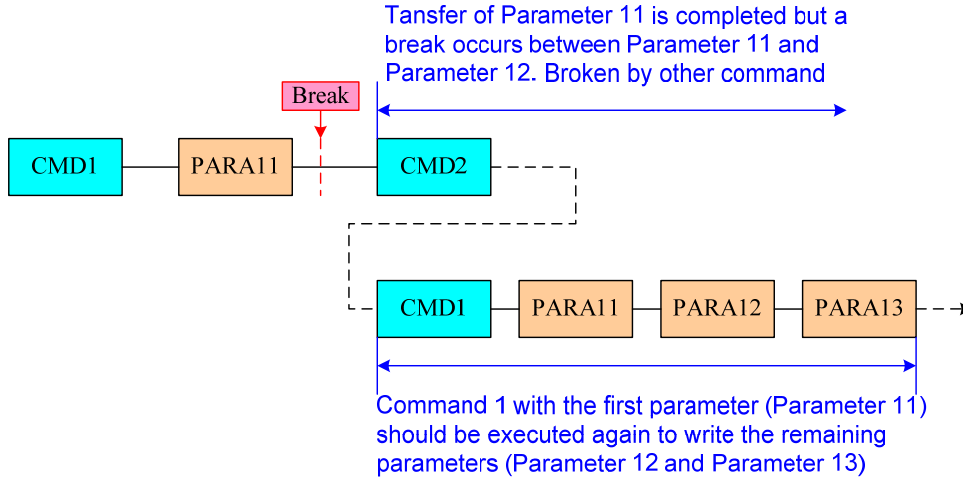 Tansfer of Parameter 11 is completed but a
break occurs between Parameter 11 and
Parameter 12. Broken by other command
Break
CMD1
PARA11
CMD2
CMD1
PARA11
PARA12
PARA13
Command 1 with the first parameter (Parameter 11)
should be executed again to write the remaining
parameters (Parameter 12 and Parameter 13)